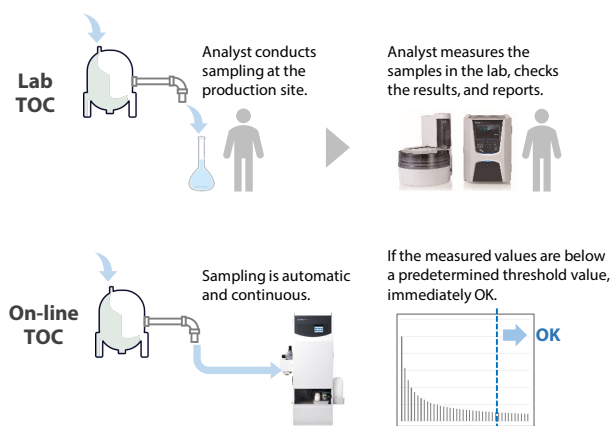 Lab
TOC
Analyst conducts
sampling at the
production site.
Analyst measures the
samples in the lab, checks
the results, and reports.
On-line
TOC
Sampling is automatic
and continuous.
If the measured values are below
a predetermined threshold value,
immediately OK.
OK